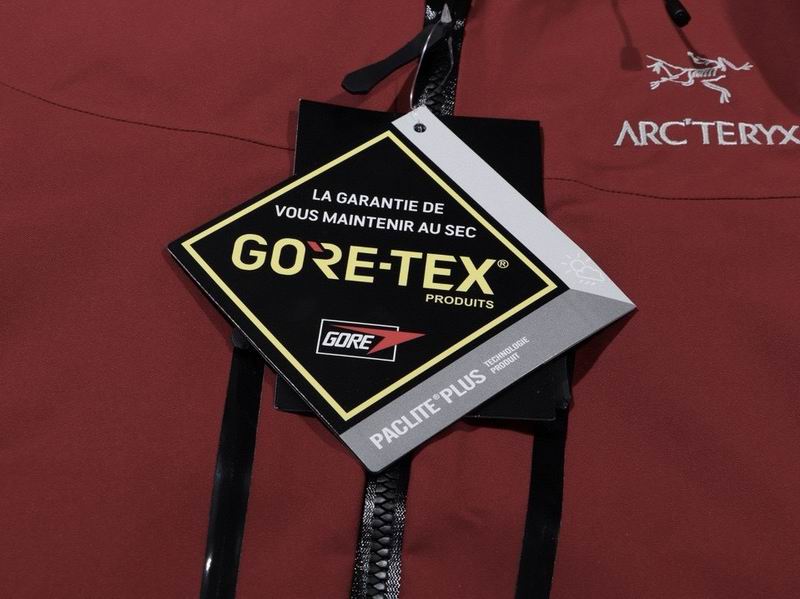 ARC'TERYX
LA GARANTIE DE
VOUS MAINTENIR AU SEC
GORE-TEX®
PRODUITS
GORE
PACLITE® PLUS
TECHNOLOGIE
PRODUIT